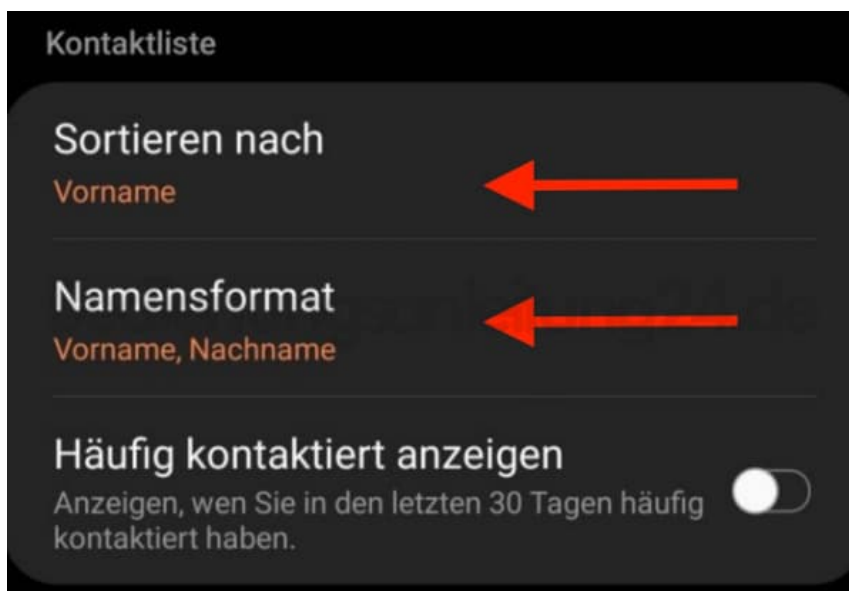 Kontaktliste
Sortieren nach
Vorname
Namensformat
Vorname, Nachname
Häufig kontaktiert anzeigen
Anzeigen, wen Sie in den letzten 30 Tagen häufig
kontaktiert haben.